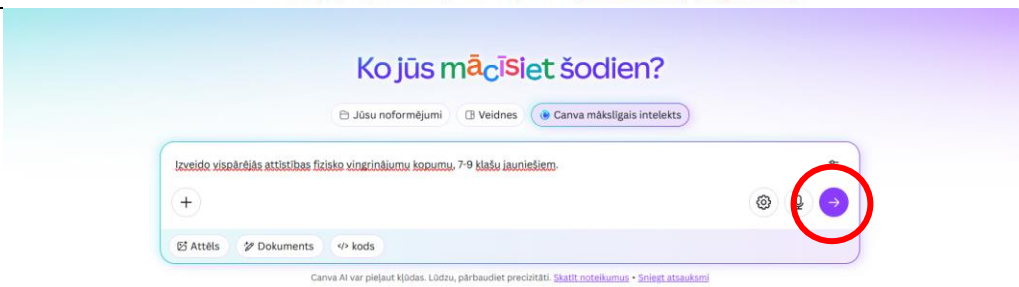 Ko jūs mācīsiet šodien?
Jūsu noformējumi Veidnes Canva mākslīgais intelekts
Izveido vispārējās attīstības fizisko vingrinājumu kopumu, 7-9 klašu jauniešiem.
Attēls Dokuments </> kods
Canva AI var pieļaut kļūdas. Lūdzu, pārbaudiet precizitāti. Skatīt noteikumus • Sniegt atsauksmi